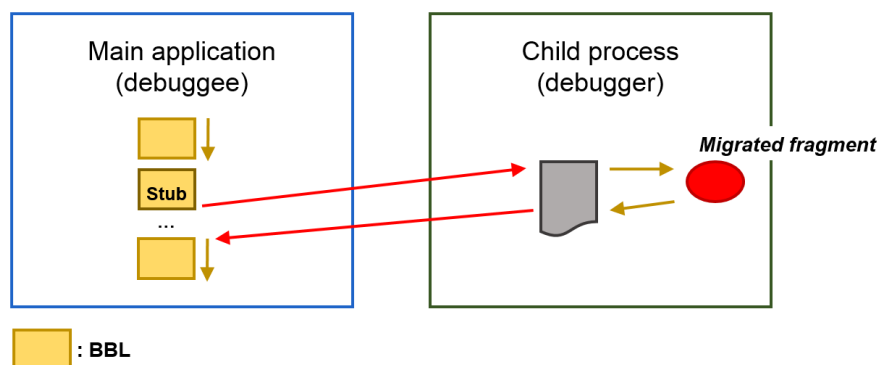 Main application
(debuggee)
Child process
(debugger)
Migrated fragment
Stub
...
: BBL